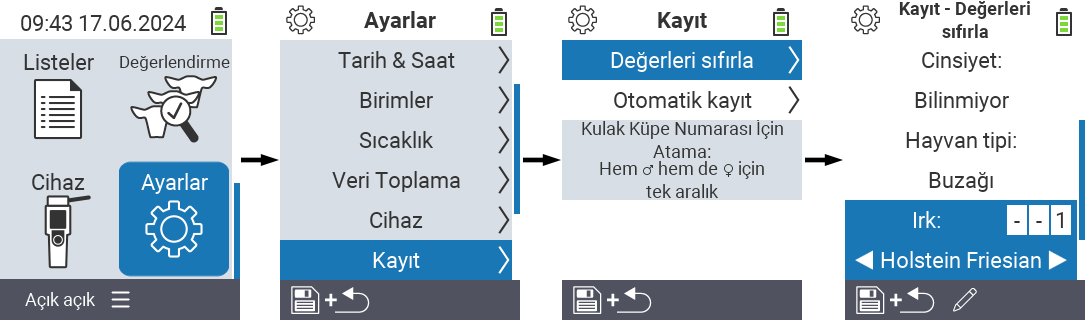 09:43 17.06.2024
Listeler
Değerlendirme
Cihaz
Ayarlar
Açık açık
Ayarlar
Tarih & Saat
Birimler
Sıcaklık
Veri Toplama
Cihaz
Kayıt
+
Kayıt
Değerleri sıfırla
Otomatik kayıt
Kulak Küpe Numarası İçin
Atama:
Hem ♂ hem de ♀ için
tek aralık
+
Kayıt - Değerleri
sıfırla
Cinsiyet:
Bilinmiyor
Hayvan tipi:
Buzağı
Irk: - - 1
Holstein Friesian
+